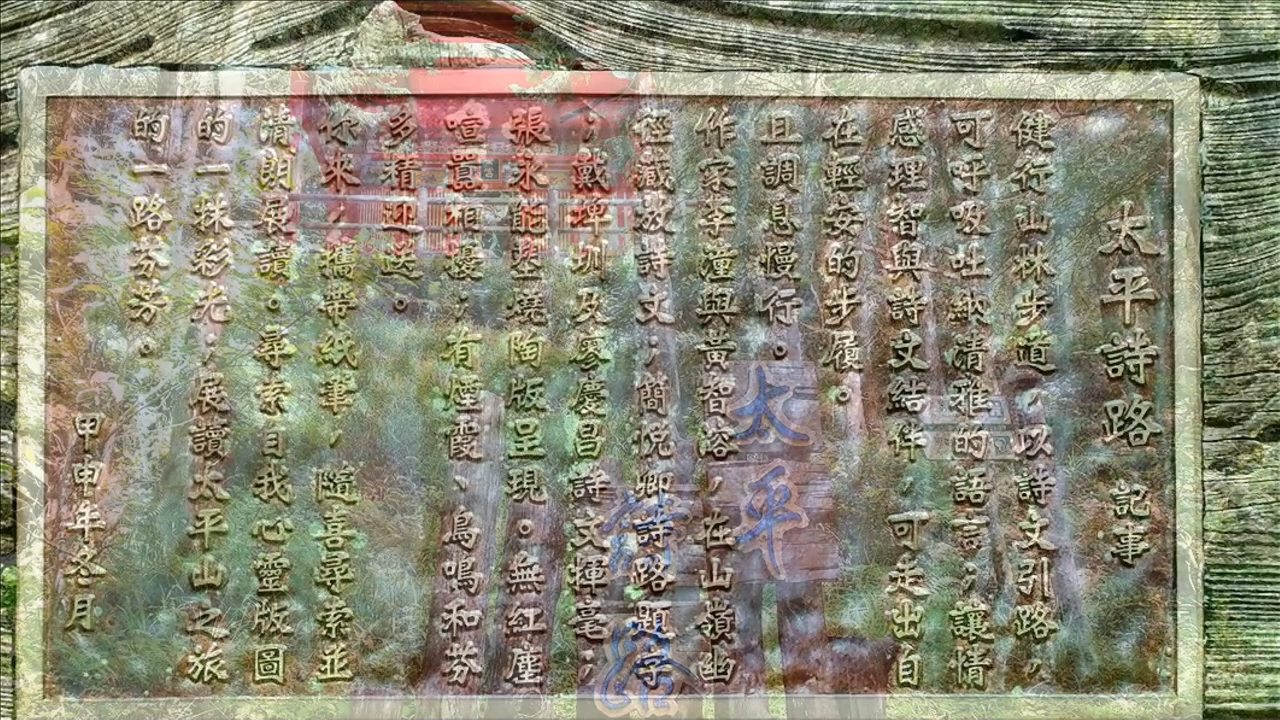 太平詩路 記事
健行山林步道，以詩文引路，
可呼吸吐納清雅的語言；讓情
感理智與詩文結伴，可走出自
在輕安的步履。
且調息慢行。
作家李潼與黃智溶，在山嶺幽
徑藏放詩文；簡悅卿詩路題字
；戴坤圳及廖慶昌詩文揮毫；
張永能墊燒陶版呈現。無紅塵
喧囂相擾；有煙霞、鳥鳴和芬
多精迎送。
你來，攜帶紙筆，隨喜尋索並
清朗展讀。尋索自我心靈版圖
的一抹彩光；展讀太平山之旅
的一路芬芳。
甲申年冬月
太平
詩路